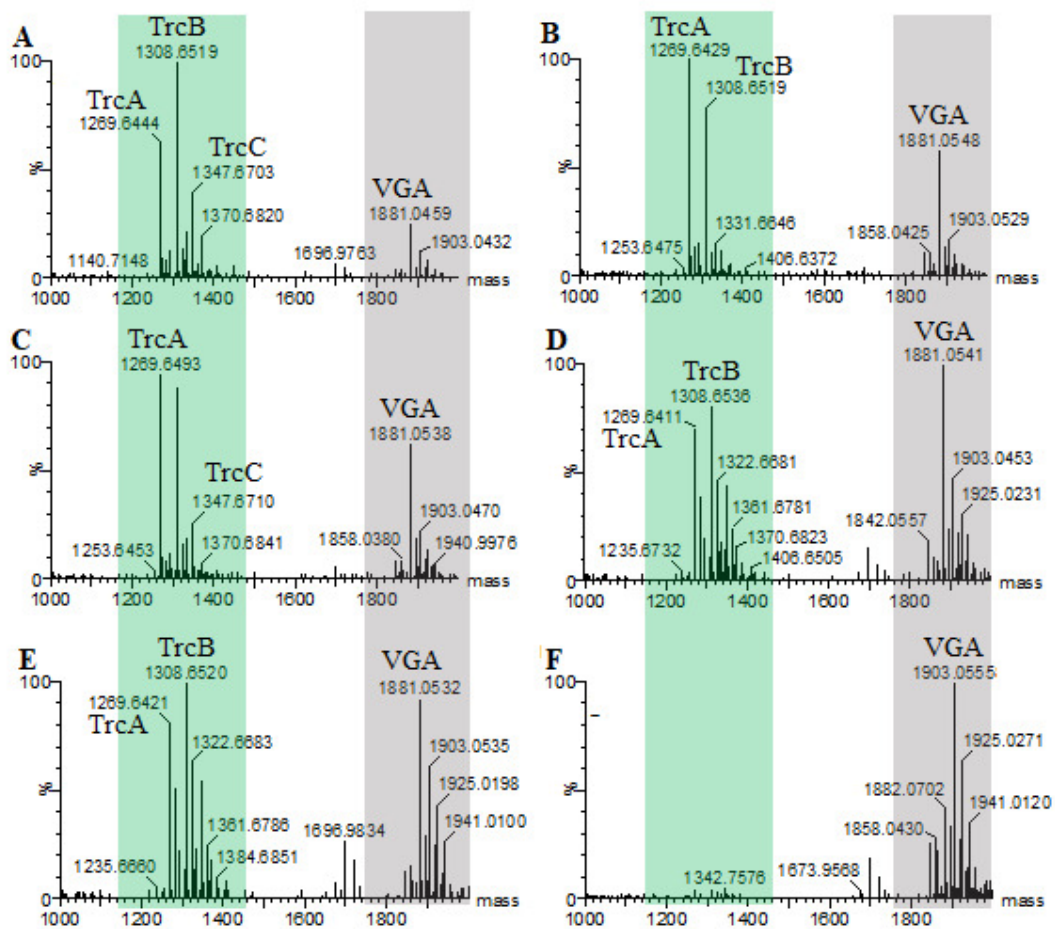 A
TrcB
1308.6519
100
TrcA
1269.6444
TrcC
1347.6703
1370.6820
VGA
1881.0459
1903.0432
1140.7148
1696.9763
%
0
1000 1200 1400 1600 1800 mass
B
TrcA
1269.6429
TrcB
1308.6519
100
VGA
1881.0548
1331.6646
1858.0425
1903.0529
1253.6475
1406.6372
%
0
1000 1200 1400 1600 1800 mass
C
TrcA
1269.6493
100
VGA
1881.0538
TrcC
1347.6710
1903.0470
1253.6453
1370.6841
1858.0380
1940.9976
%
0
1000 1200 1400 1600 1800 mass
D
VGA
1881.0541
100
TrcB
1308.6536
1269.6411
TrcA
1322.6681
1903.0453
1361.6781
1925.0231
1370.6823
1842.0557
1235.6732
1406.6505
%
0
1000 1200 1400 1600 1800 mass
E
TrcB
1308.6520
100
VGA
1881.0532
1269.6421
TrcA
1322.6683
1903.0535
1925.0198
1361.6786
1696.9834
1941.0100
1384.6851
1235.6660
%
0
1000 1200 1400 1600 1800 mass
F
VGA
1903.0555
100
1925.0271
1882.0702
1941.0120
1858.0430
1342.7576
1673.9568
%
0
1000 1200 1400 1600 1800 mass